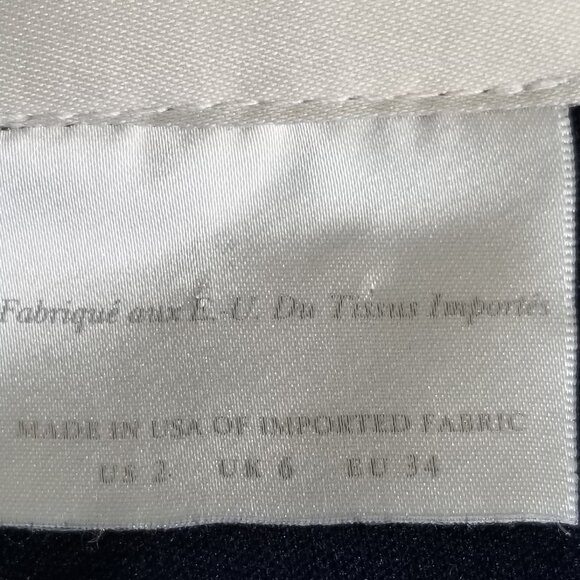 Fabriqué aux É.-U. Du Tissus Importés
MADE IN USA OF IMPORTED FABRIC
US 2 UK 6 EU 34